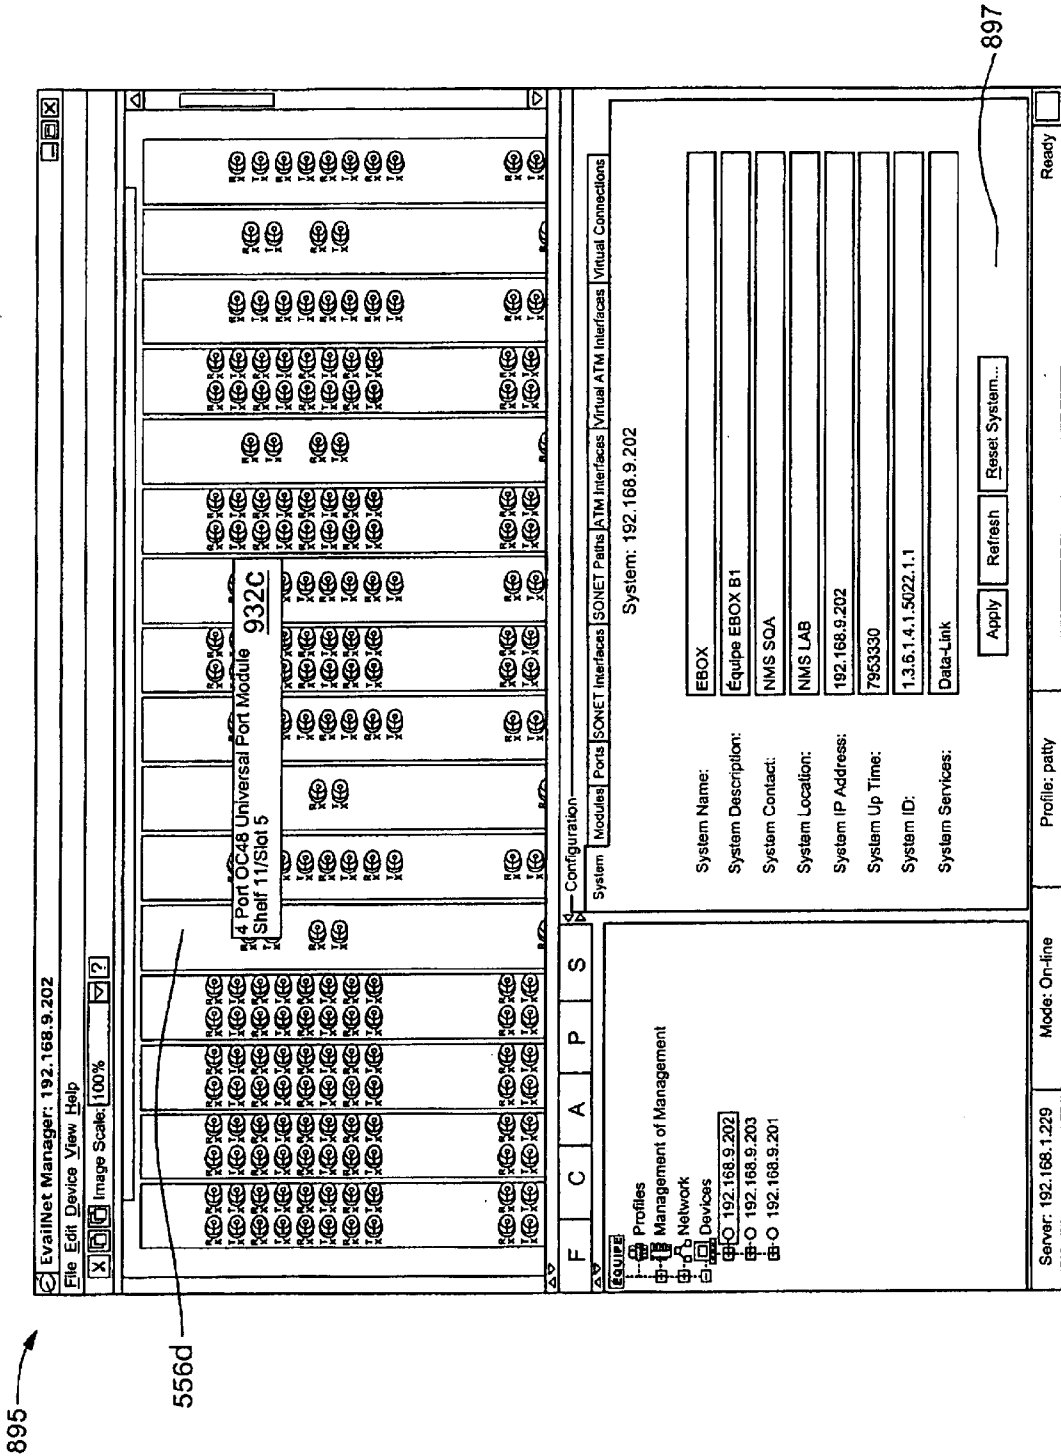 895
EvailNet Manager: 192.168.9.202
File Edit Device View Help
X Image Scale: 100% ?
556d
4 Port OC48 Universal Port Module
Shelf 11/Slot 5
932C
F C A P S
EQUIPE
Profiles
Management of Management
Network
Devices
192.168.9.202
192.168.9.203
192.168.9.201
Configuration
System Modules Ports SONET Interfaces SONET Paths ATM Interfaces Virtual ATM Interfaces Virtual Connections
System: 192.168.9.202
System Name: EBOX
System Description: Équipe EBOX B1
System Contact: NMS SQA
System Location: NMS LAB
System IP Address: 192.168.9.202
System Up Time: 7953330
System ID: 1.3.6.1.4.1.5022.1.1
System Services: Data-Link
Apply Refresh Reset System...
897
Server: 192.168.1.229 Mode: On-line Profile: patty Ready